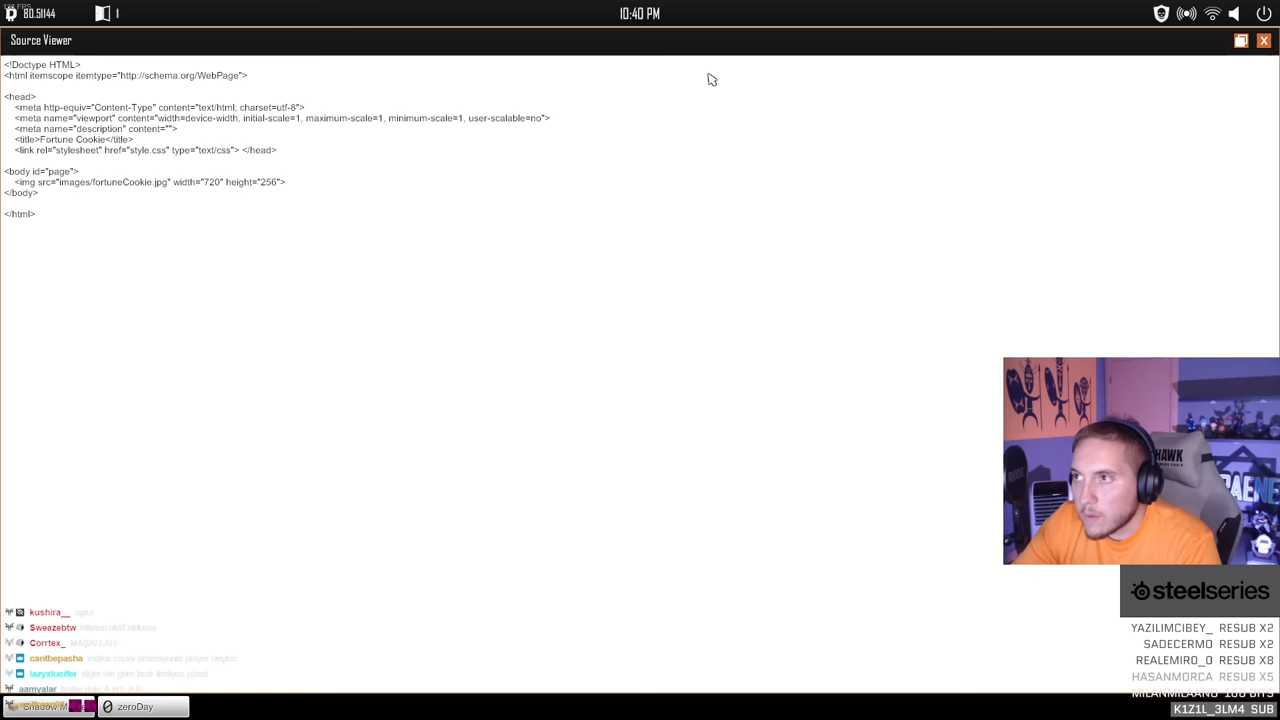 80.51144
1
10:40 PM
Source Viewer
<!Doctype HTML>
<html itemscope itemtype="http://schema.org/WebPage">
<head>
<meta http-equiv="Content-Type" content="text/html; charset=utf-8">
<meta name="viewport" content="width=device-width, initial-scale=1, maximum-scale=1, minimum-scale=1, user-scalable=no">
<meta name="description" content="">
<title>Fortune Cookie</title>
<link rel="stylesheet" href="style.css" type="text/css"> </head>
<body id="page">
<img src="images/fortuneCookie.jpg" width="720" height="256">
</body>
</html>
HAWK
steelseries
kushira__
Sweazebtw
Corrtex_ MAŞALLAH
cantbepasha
lazyxlucifer
aamyalar
YAZILIMCIBEY_ RESUB X2
SADECERMO RESUB X2
REALEMIRO_0 RESUB X8
HASANMORCA RESUB X5
K1Z1L_3LM4 SUB
zeroDay